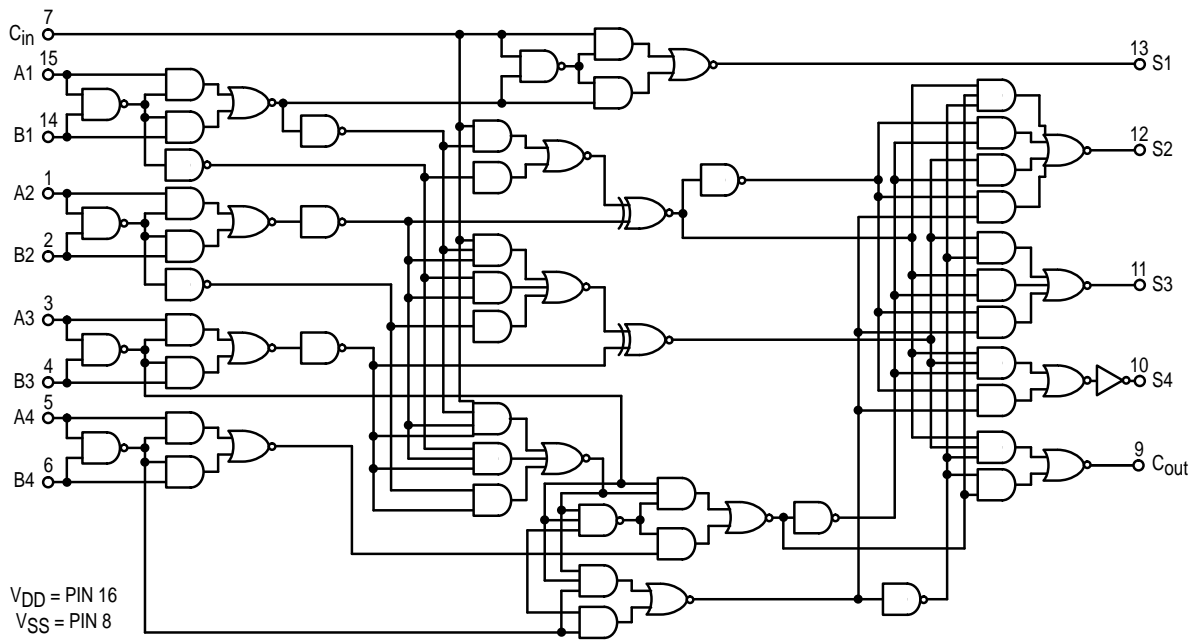 7
Cin
15
A1
14
B1
1
A2
2
B2
3
A3
4
B3
5
A4
6
B4
13
S1
12
S2
11
S3
10
S4
9
Cout
VDD = PIN 16
VSS = PIN 8